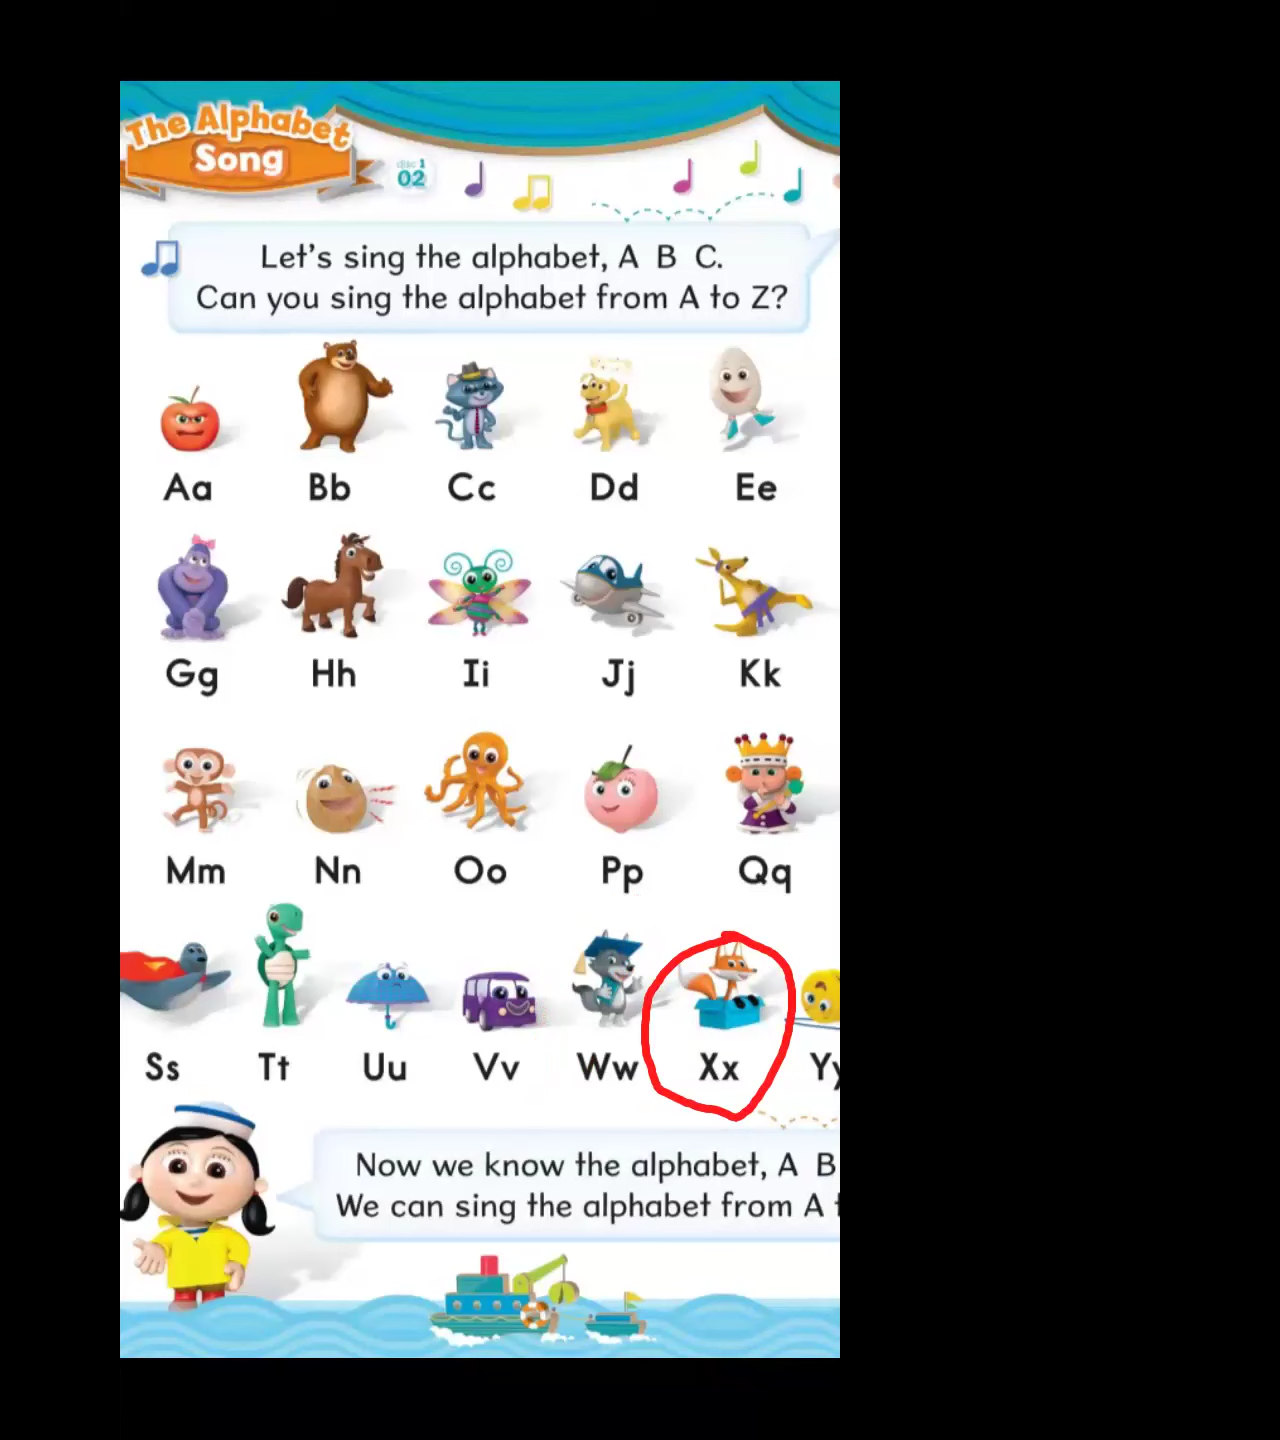 The Alphabet
Song
disc 1
02
Let's sing the alphabet, A B C.
Can you sing the alphabet from A to Z?
Aa Bb Cc Dd Ee
Gg Hh Ii Jj Kk
Mm Nn Oo Pp Qq
Ss Tt Uu Vv Ww Xx Yy
Now we know the alphabet, A B
We can sing the alphabet from A